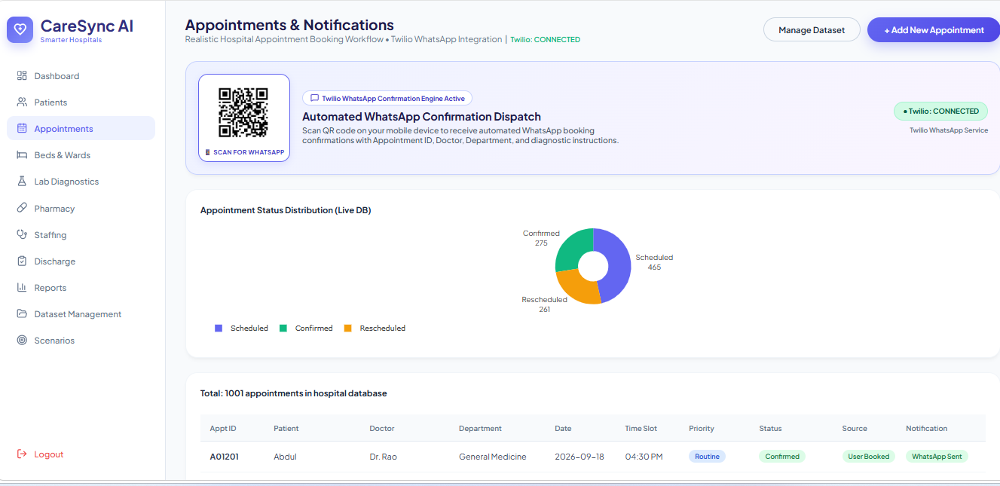 CareSync AI
Smarter Hospitals
Dashboard
Patients
Appointments
Beds & Wards
Lab Diagnostics
Pharmacy
Staffing
Discharge
Reports
Dataset Management
Scenarios
Logout
Appointments & Notifications
Realistic Hospital Appointment Booking Workflow • Twilio WhatsApp Integration | Twilio: CONNECTED
Manage Dataset
+ Add New Appointment
SCAN FOR WHATSAPP
Twilio WhatsApp Confirmation Engine Active
Automated WhatsApp Confirmation Dispatch
Scan QR code on your mobile device to receive automated WhatsApp booking
confirmations with Appointment ID, Doctor, Department, and diagnostic instructions.
● Twilio: CONNECTED
Twilio WhatsApp Service
Appointment Status Distribution (Live DB)
Confirmed
275
Scheduled
465
Rescheduled
261
Scheduled Confirmed Rescheduled
Total: 1001 appointments in hospital database
Appt ID Patient Doctor Department Date Time Slot Priority Status Source Notification
A01201 Abdul Dr. Rao General Medicine 2026-09-18 04:30 PM Routine Confirmed User Booked WhatsApp Sent